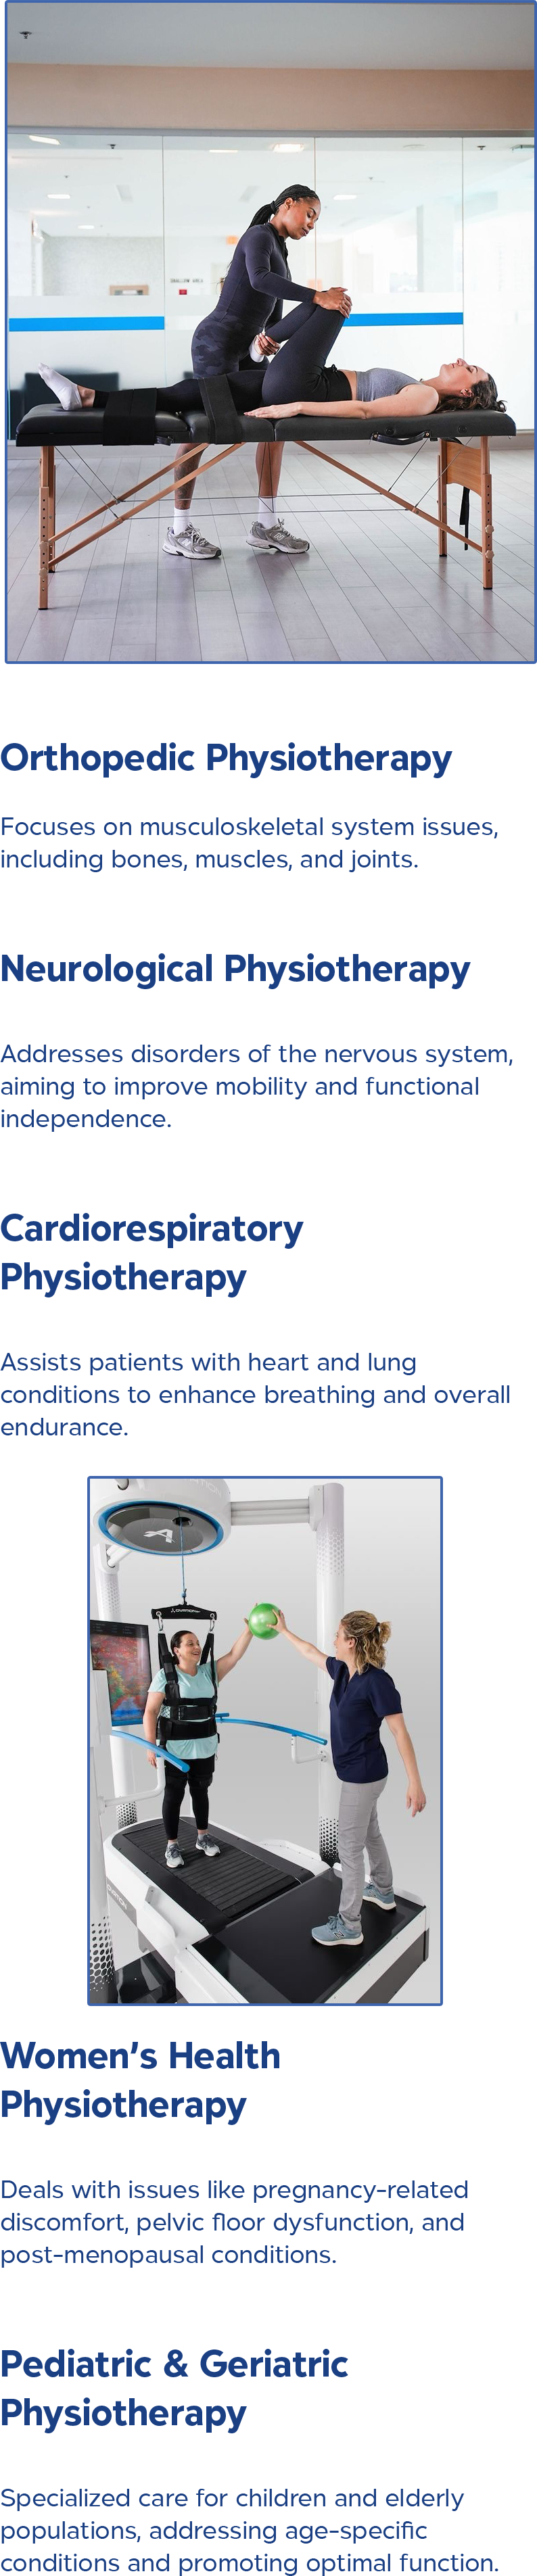 Orthopedic Physiotherapy
Focuses on musculoskeletal system issues,
including bones, muscles, and joints.
Neurological Physiotherapy
Addresses disorders of the nervous system,
aiming to improve mobility and functional
independence.
Cardiorespiratory
Physiotherapy
Assists patients with heart and lung
conditions to enhance breathing and overall
endurance.
Women's Health
Physiotherapy
Deals with issues like pregnancy-related
discomfort, pelvic floor dysfunction, and
post-menopausal conditions.
Pediatric & Geriatric
Physiotherapy
Specialized care for children and elderly
populations, addressing age-specific
conditions and promoting optimal function.